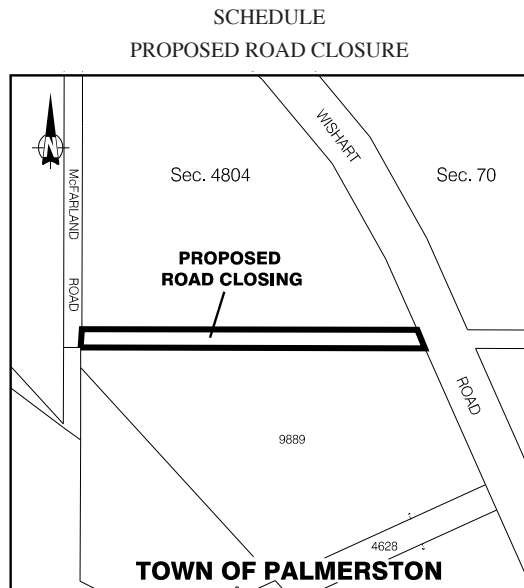 SCHEDULE
PROPOSED ROAD CLOSURE
N
WISHART
McFARLAND
Sec. 4804
Sec. 70
PROPOSED
ROAD CLOSING
ROAD
ROAD
9889
4628
TOWN OF PALMERSTON